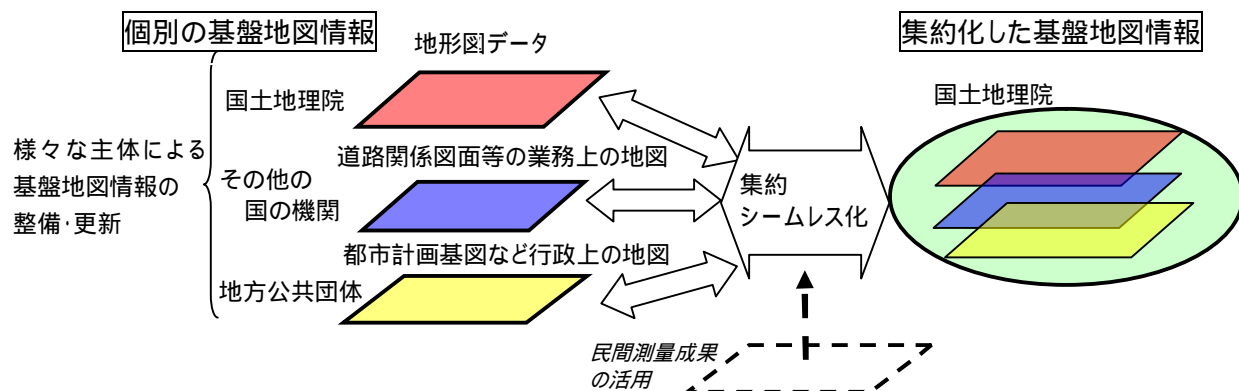 個別の基盤地図情報
集約化した基盤地図情報
地形図データ
国土地理院
様々な主体による
基盤地図情報の
整備･更新
道路関係図面等の業務上の地図
その他の
国の機関
都市計画基図など行政上の地図
地方公共団体
集約
シームレス化
国土地理院
民間測量成果
の活用